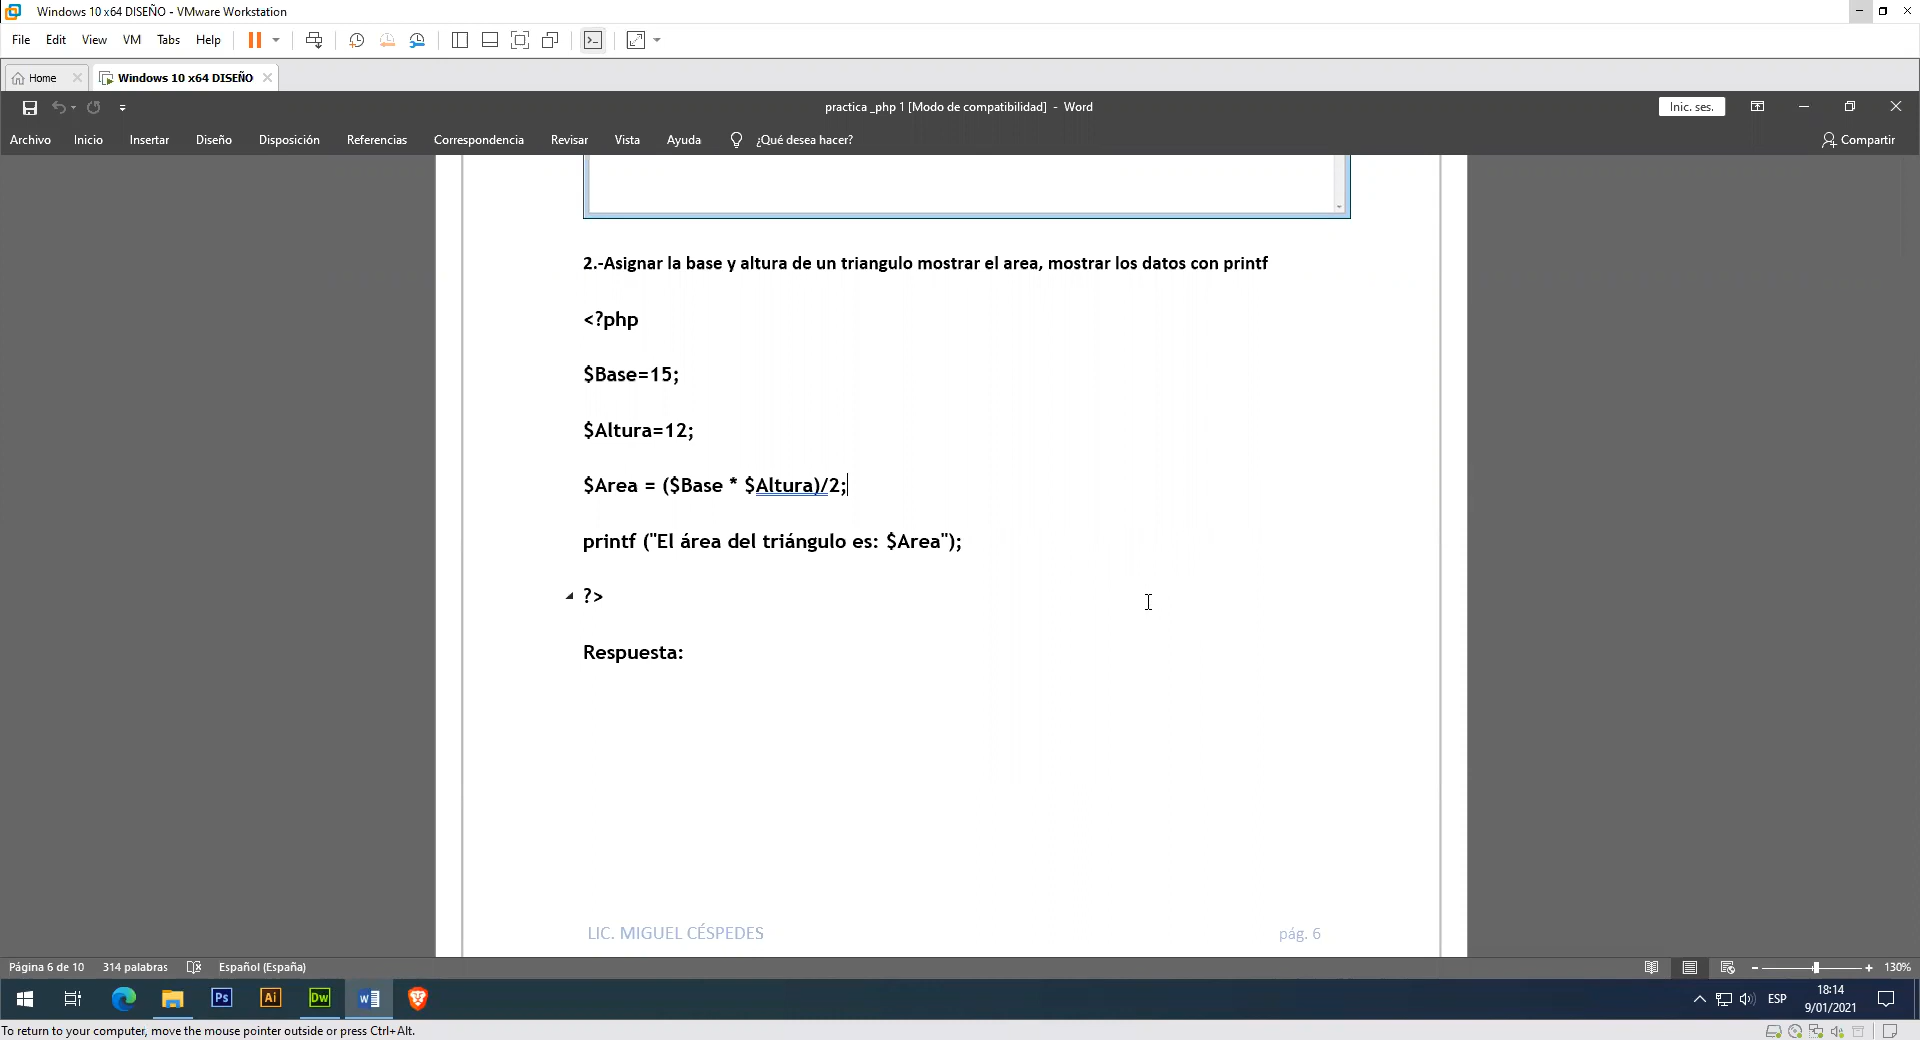 Windows 10 x64 DISEÑO - VMware Workstation
File Edit View VM Tabs Help
Home
Windows 10 x64 DISEÑO
practica _php 1 [Modo de compatibilidad] - Word
Inic. ses.
Archivo Inicio Insertar Diseño Disposición Referencias Correspondencia Revisar Vista Ayuda ¿Qué desea hacer? Compartir
2.-Asignar la base y altura de un triangulo mostrar el area, mostrar los datos con printf
<?php
$Base=15;
$Altura=12;
$Area = ($Base * $Altura)/2;
printf ("El área del triángulo es: $Area");
?>
Respuesta:
LIC. MIGUEL CÉSPEDES pág. 6
Página 6 de 10 314 palabras Español (España) 130%
Ps Ai Dw W
ESP
18:14
9/01/2021
To return to your computer, move the mouse pointer outside or press Ctrl+Alt.